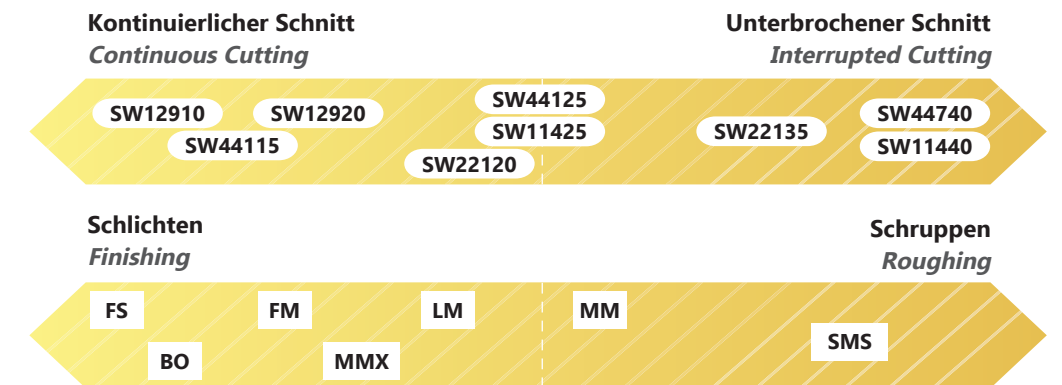 Kontinuierlicher Schnitt
Continuous Cutting
Unterbrochener Schnitt
Interrupted Cutting
SW12910
SW12920
SW44115
SW44125
SW11425
SW22120
SW22135
SW44740
SW11440
Schlichten
Finishing
Schruppen
Roughing
FS
FM
LM
MM
BO
MMX
SMS